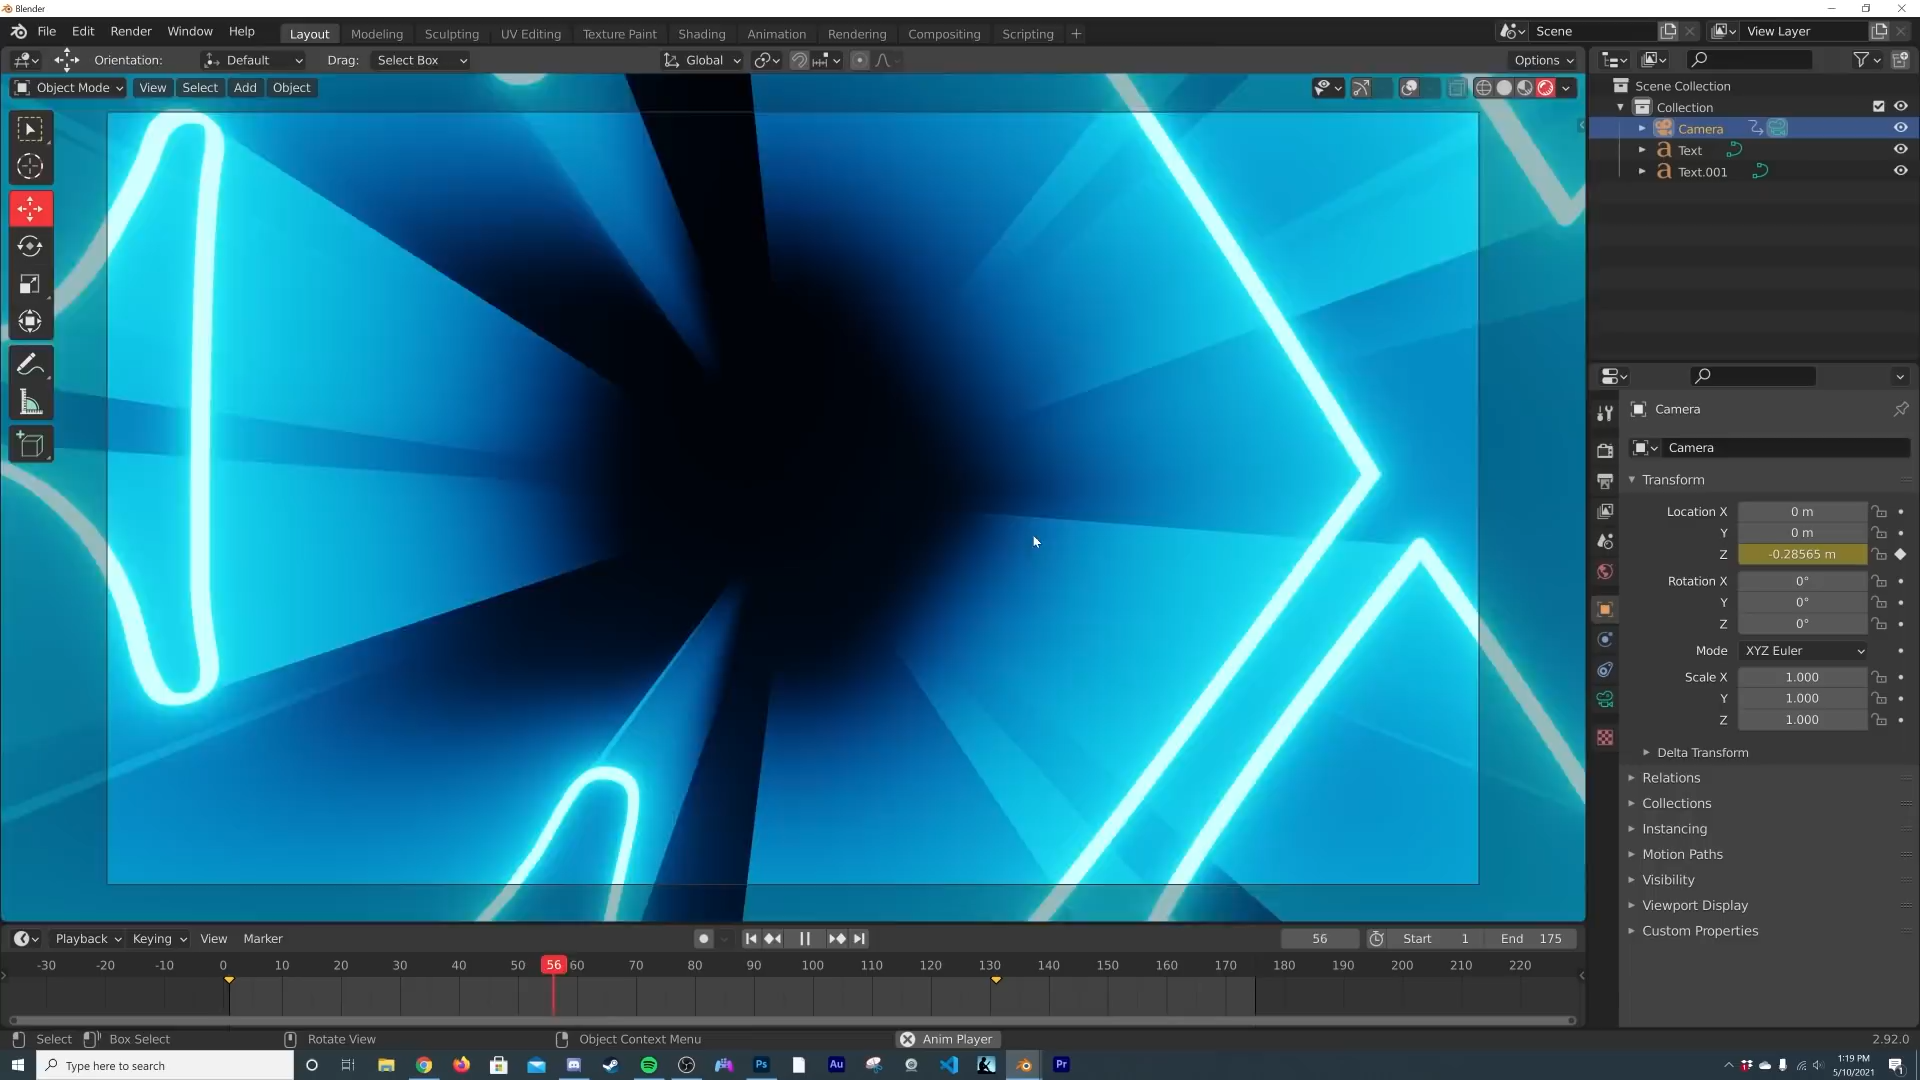 Blender
File Edit Render Window Help
Layout Modeling Sculpting UV Editing Texture Paint Shading Animation Rendering Compositing Scripting +
Scene
View Layer
Orientation: Default Drag: Select Box
Global
Options
Object Mode View Select Add Object
Scene Collection
Collection
Camera
Text
Text.001
Camera
Camera
Transform
Location X 0 m
Y 0 m
Z -0.28565 m
Rotation X 0°
Y 0°
Z 0°
Mode XYZ Euler
Scale X 1.000
Y 1.000
Z 1.000
Delta Transform
Relations
Collections
Instancing
Motion Paths
Visibility
Viewport Display
Custom Properties
Playback Keying View Marker
56 Start 1 End 175
-30 -20 -10 0 10 20 30 40 50 56 60 70 80 90 100 110 120 130 140 150 160 170 180 190 200 210 220
Select Box Select Rotate View Object Context Menu Anim Player 2.92.0
Type here to search
Ps
Au
Pr
1:19 PM
5/10/2021